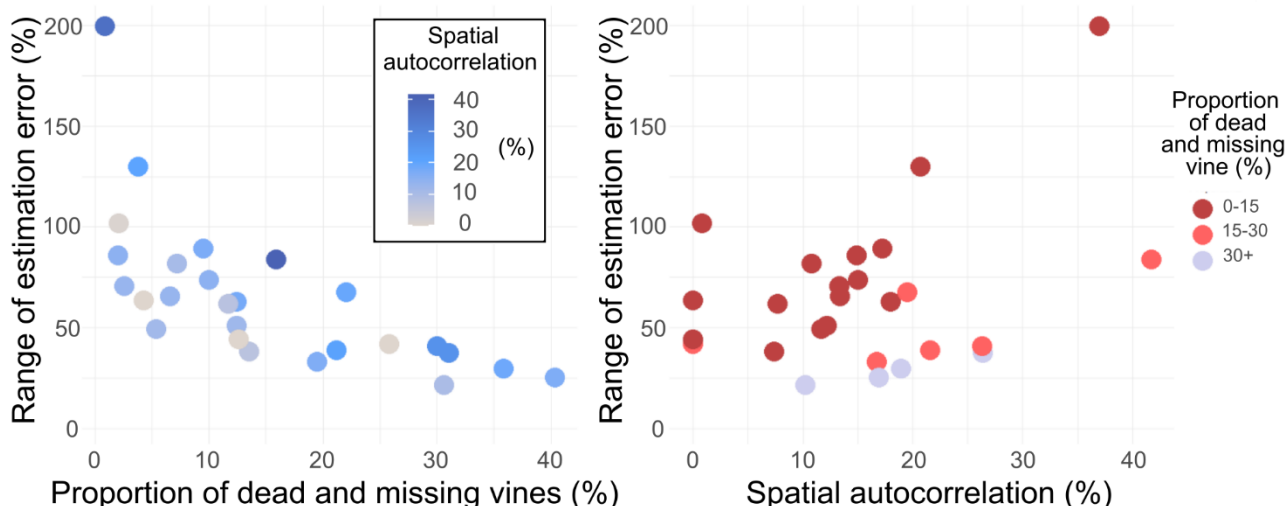 Range of estimation error (%)
200
150
100
50
0
0
10
20
30
40
Proportion of dead and missing vines (%)
Spatial
autocorrelation
40
30
20
10
0
(%)
Range of estimation error (%)
200
150
100
50
0
0
10
20
30
40
Spatial autocorrelation (%)
Proportion
of dead
and missing
vine (%)
0-15
15-30
30+